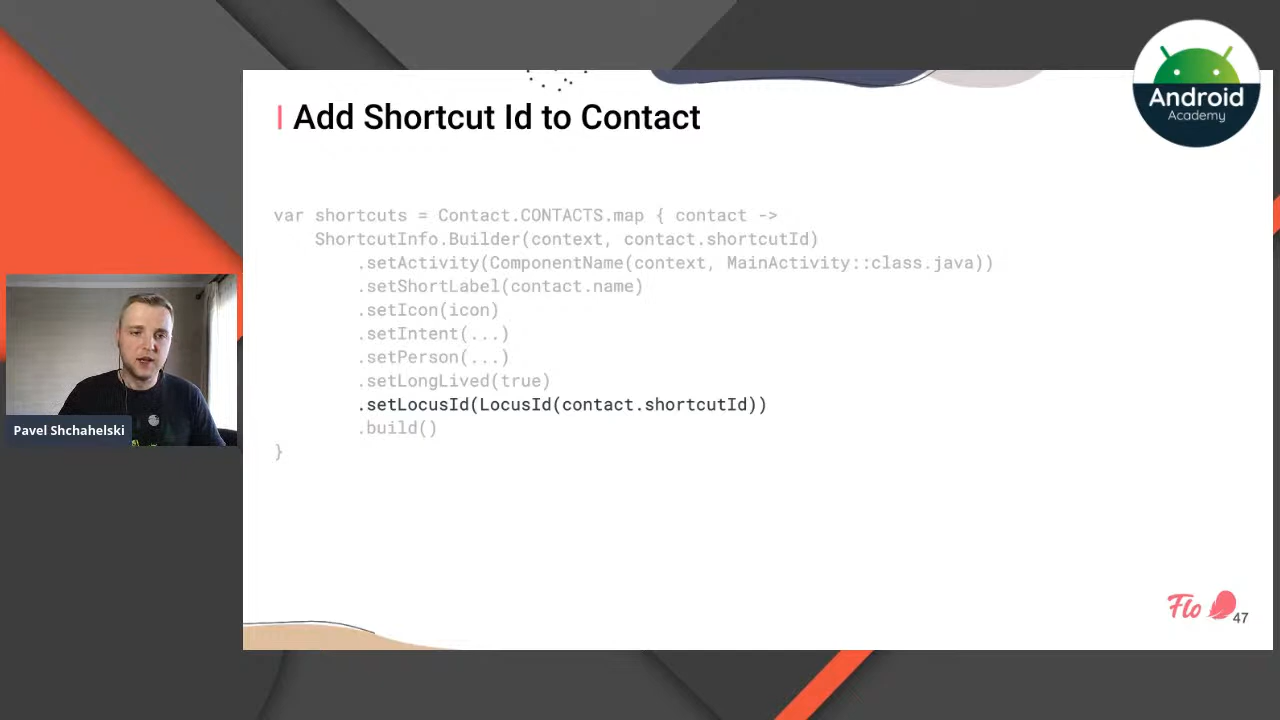 Android
Academy
Add Shortcut Id to Contact
var shortcuts = Contact.CONTACTS.map { contact ->
    ShortcutInfo.Builder(context, contact.shortcutId)
        .setActivity(ComponentName(context, MainActivity::class.java))
        .setShortLabel(contact.name)
        .setIcon(icon)
        .setIntent(...)
        .setPerson(...)
        .setLongLived(true)
        .setLocusId(LocusId(contact.shortcutId))
        .build()
}
Pavel Shchahelski
Flo
47